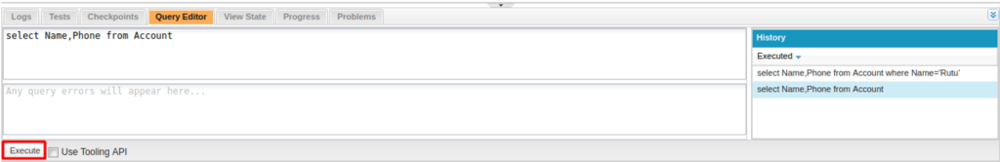 Logs Tests Checkpoints Query Editor View State Progress Problems
select Name,Phone from Account
Any query errors will appear here...
History
Executed
select Name,Phone from Account where Name='Rutu'
select Name,Phone from Account
Execute Use Tooling API